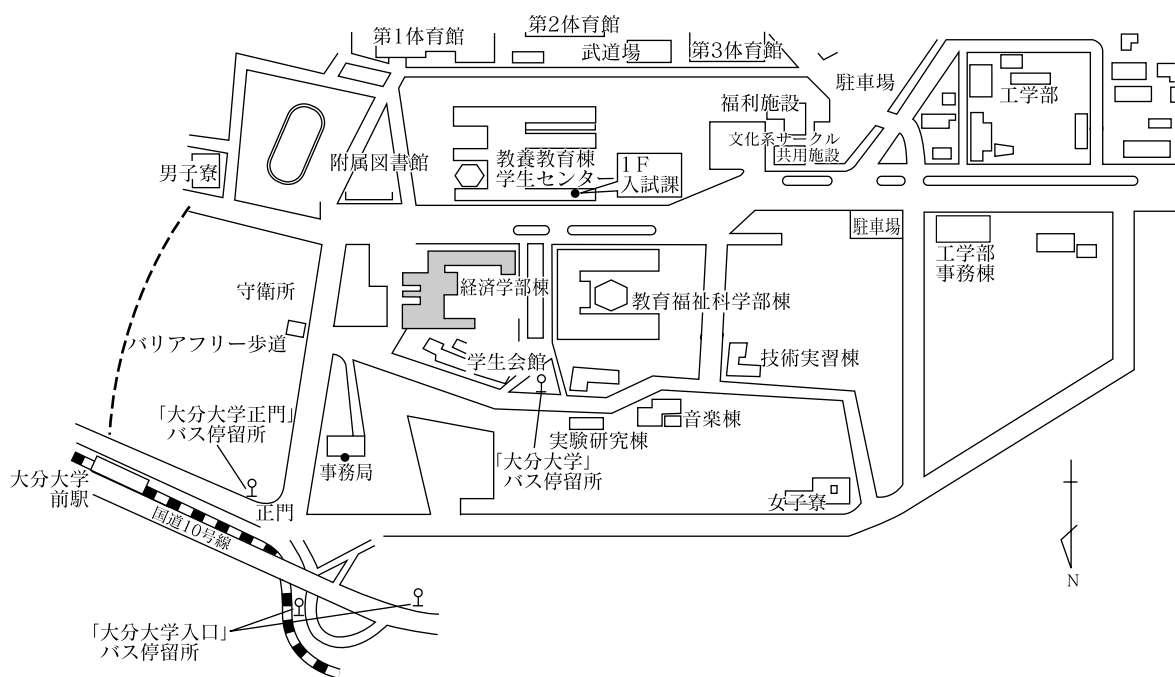 第2体育館
第1体育館
武道場
第3体育館
駐車場
工学部
福利施設
文化系サークル
共用施設
附属図書館
教養教育棟
学生センター
1F
入試課
男子寮
駐車場
工学部
事務棟
守衛所
経済学部棟
教育福祉科学部棟
バリアフリー歩道
学生会館
技術実習棟
「大分大学正門」
バス停留所
音楽棟
実験研究棟
事務局
「大分大学」
バス停留所
大分大学
前駅
女子寮
正門
国道10号線
N
「大分大学入口」
バス停留所